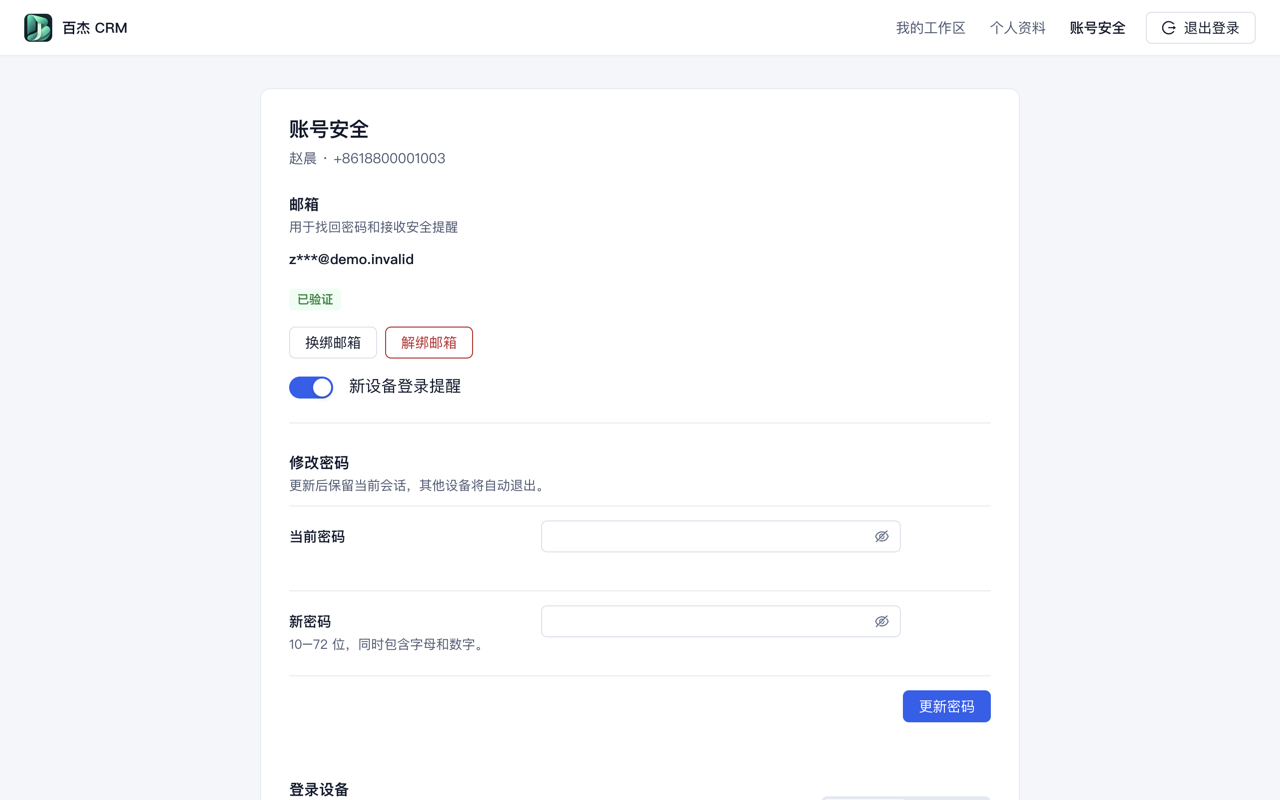 百杰 CRM
我的工作区
个人资料
账号安全
退出登录
账号安全
赵晨 · +8618800001003
邮箱
用于找回密码和接收安全提醒
z***@demo.invalid
已验证
换绑邮箱
解绑邮箱
新设备登录提醒
修改密码
更新后保留当前会话，其他设备将自动退出。
当前密码
新密码
10–72 位，同时包含字母和数字。
更新密码
登录设备